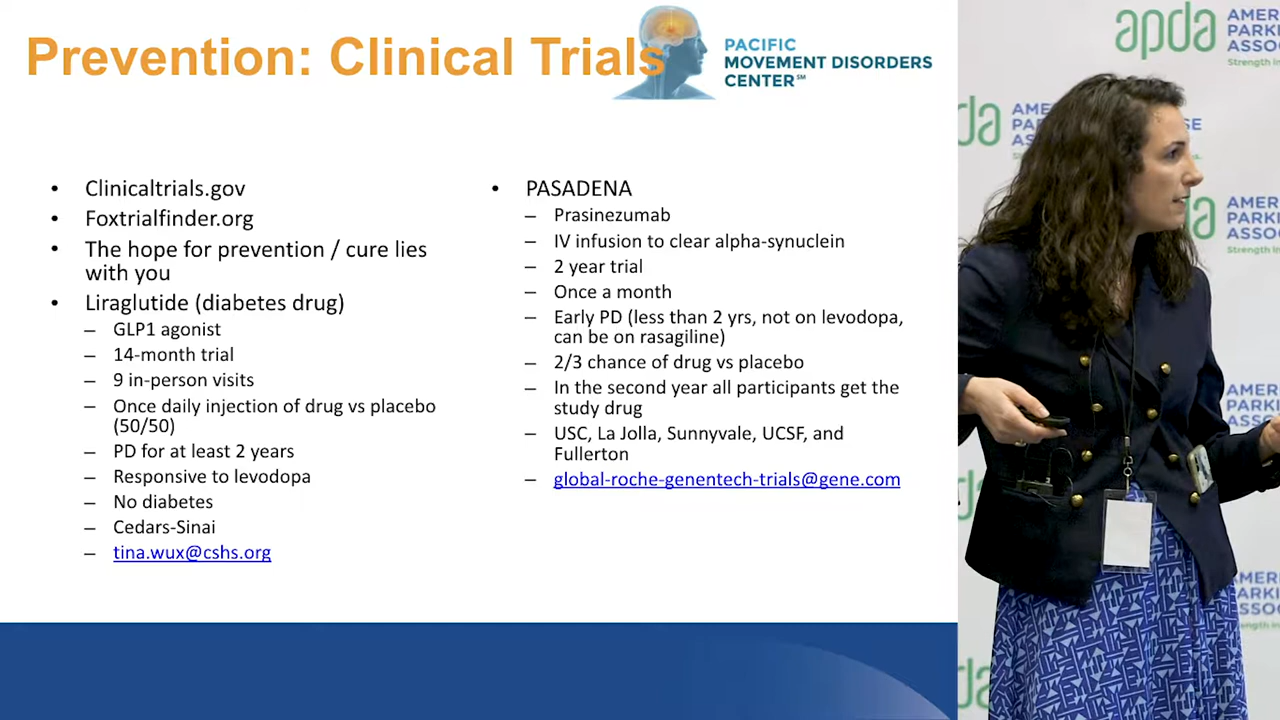 Prevention: Clinical Trials
PACIFIC
MOVEMENT DISORDERS
CENTER℠
• Clinicaltrials.gov
• Foxtrialfinder.org
• The hope for prevention / cure lies
with you
• Liraglutide (diabetes drug)
– GLP1 agonist
– 14-month trial
– 9 in-person visits
– Once daily injection of drug vs placebo
(50/50)
– PD for at least 2 years
– Responsive to levodopa
– No diabetes
– Cedars-Sinai
– tina.wux@cshs.org
• PASADENA
– Prasinezumab
– IV infusion to clear alpha-synuclein
– 2 year trial
– Once a month
– Early PD (less than 2 yrs, not on levodopa,
can be on rasagiline)
– 2/3 chance of drug vs placebo
– In the second year all participants get the
study drug
– USC, La Jolla, Sunnyvale, UCSF, and
Fullerton
– global-roche-genentech-trials@gene.com
apda
AMER
PARKI
ASSO